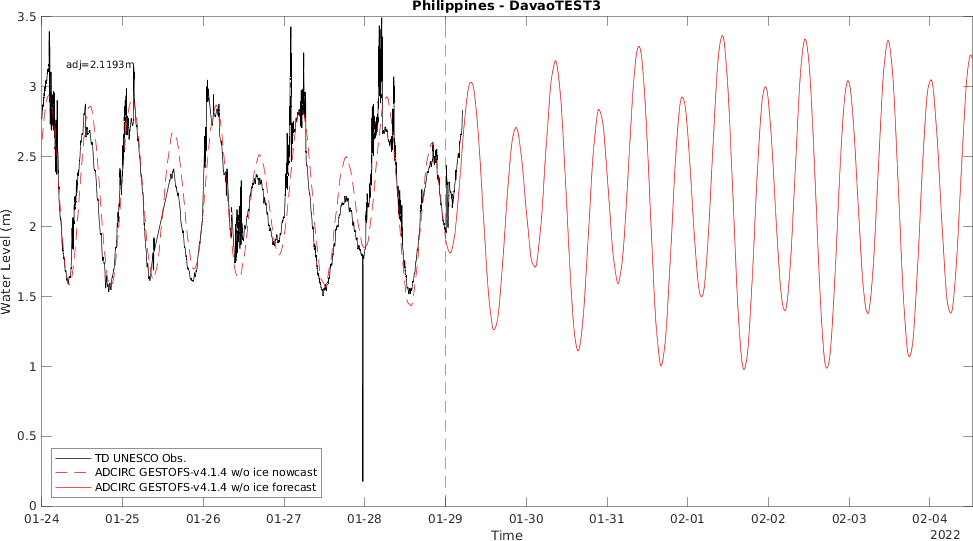 Philippines - DavaoTEST3
adj=2.1193m
3.5
3
2.5
2
1.5
1
0.5
0
Water Level (m)
TD UNESCO Obs.
ADCIRC GESTOFS-v4.1.4 w/o ice nowcast
ADCIRC GESTOFS-v4.1.4 w/o ice forecast
01-24 01-25 01-26 01-27 01-28 01-29 01-30 01-31 02-01 02-02 02-03 02-04
Time
2022